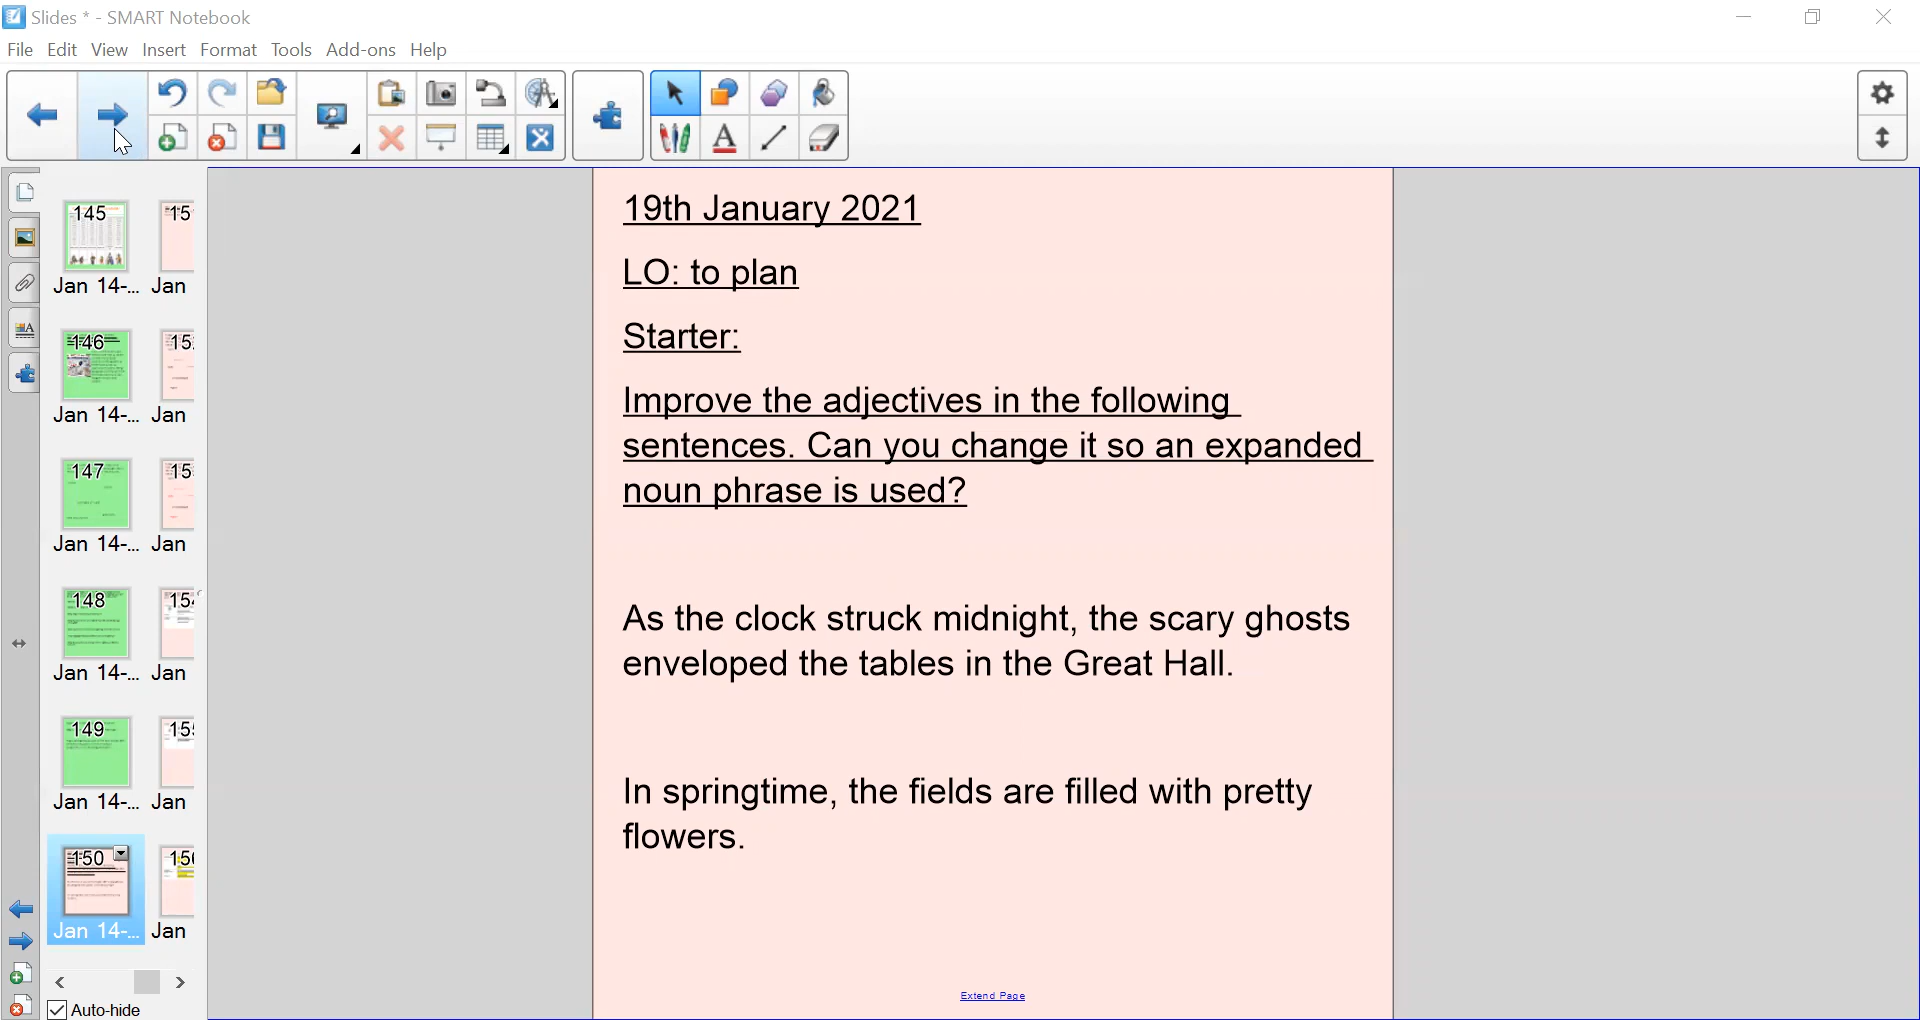 Slides * - SMART Notebook
File Edit View Insert Format Tools Add-ons Help
19th January 2021
LO: to plan
Starter:
Improve the adjectives in the following
sentences. Can you change it so an expanded
noun phrase is used?
As the clock struck midnight, the scary ghosts
enveloped the tables in the Great Hall.
In springtime, the fields are filled with pretty
flowers.
Extend Page
145
Jan 14-... Jan
146
Jan 14-... Jan
147
Jan 14-... Jan
148
Jan 14-... Jan
149
Jan 14-... Jan
150
Jan 14-... Jan
Auto-hide